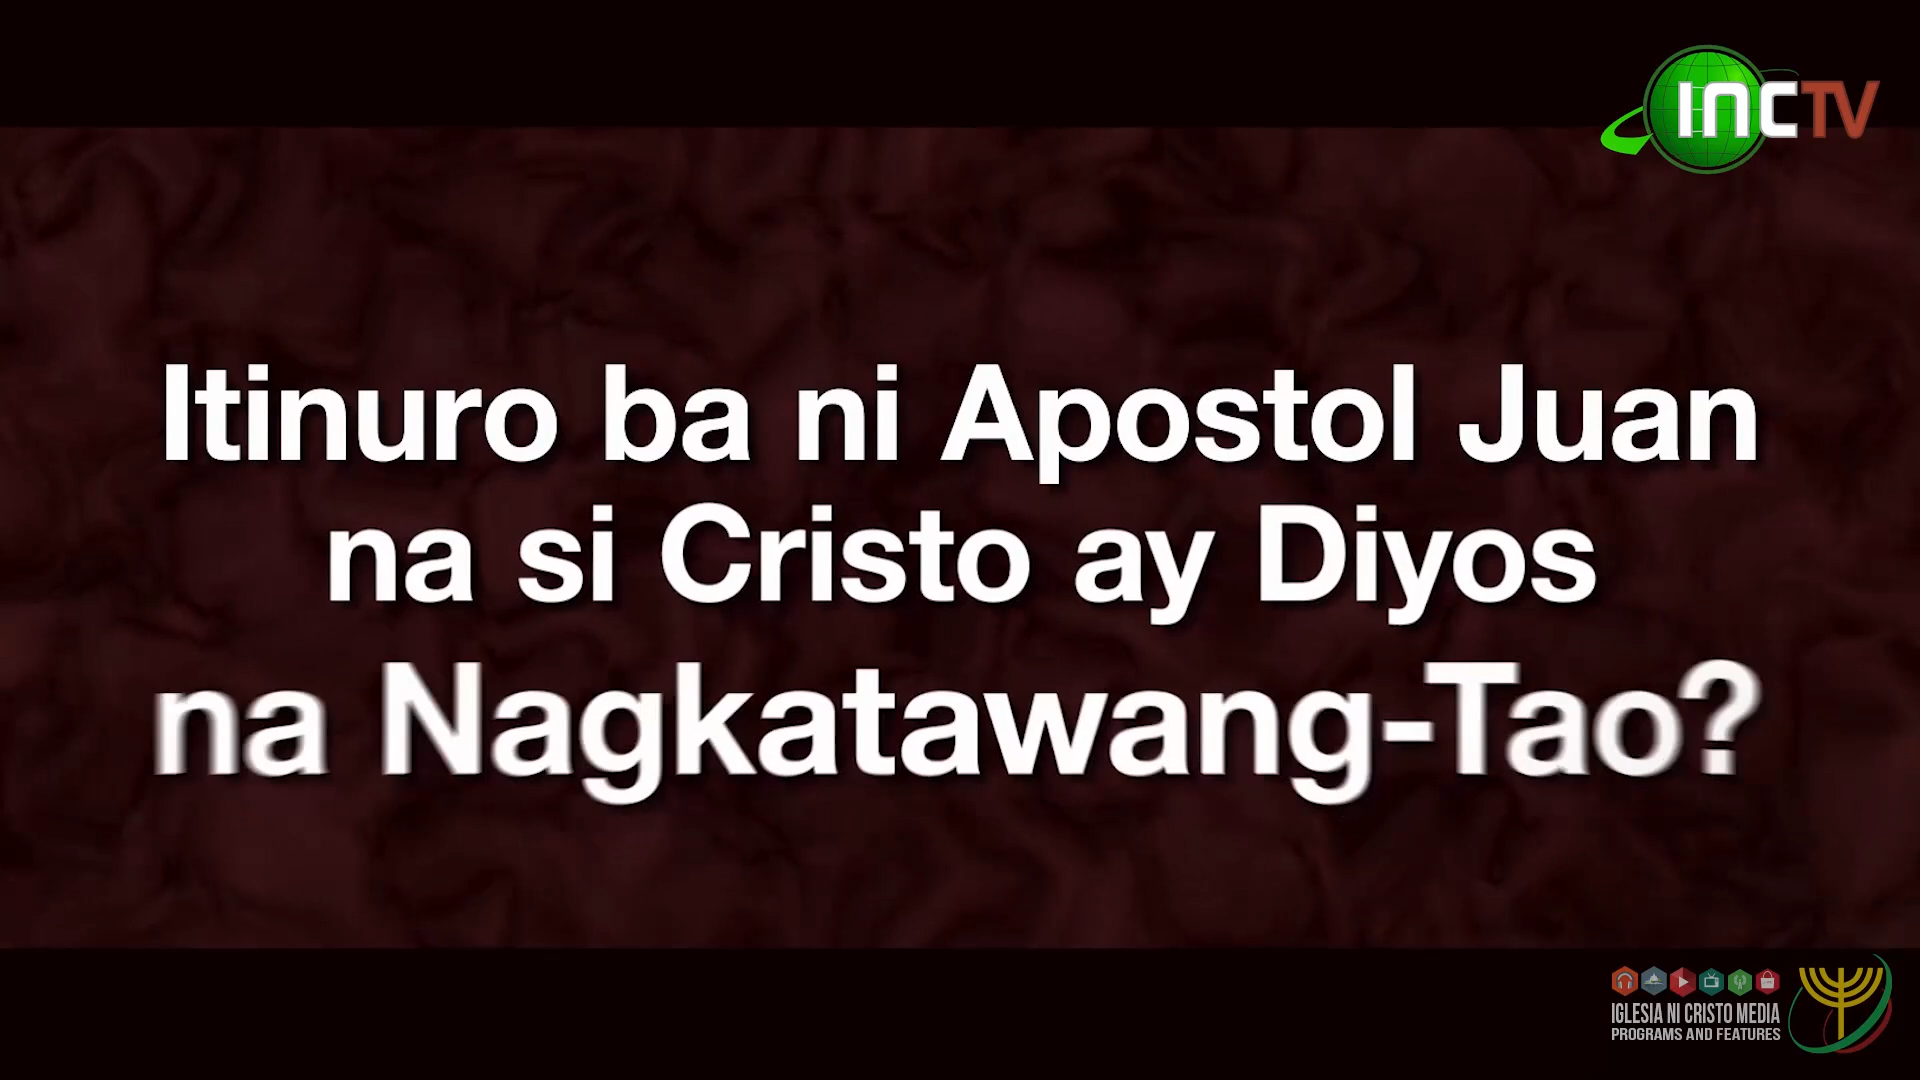 INCTV
Itinuro ba ni Apostol Juan
na si Cristo ay Diyos
na Nagkatawang-Tao?
IGLESIA NI CRISTO MEDIA
PROGRAMS AND FEATURES